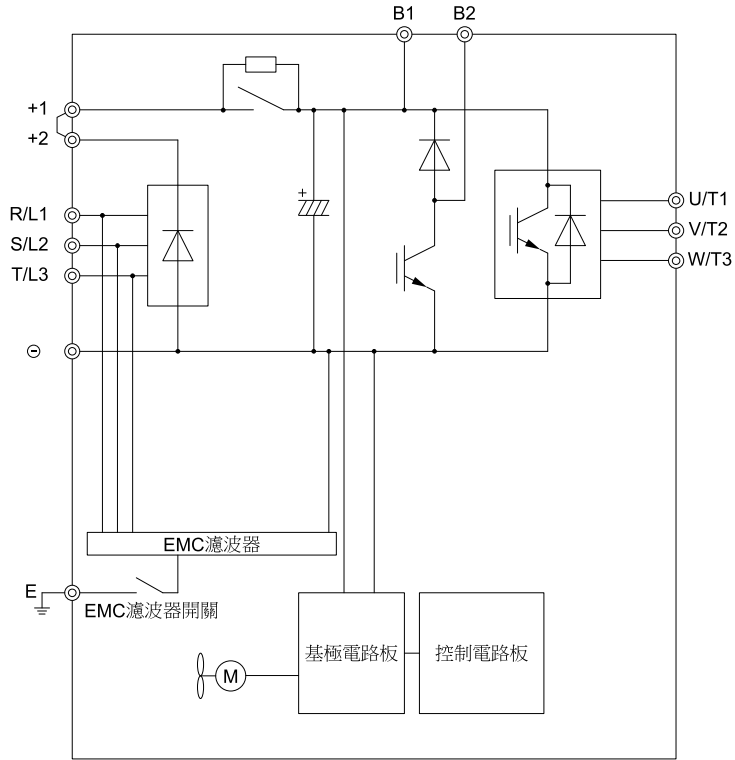 B1 B2
+1
+
+2
R/L1
S/L2
T/L3
U/T1
V/T2
W/T3
⊖
EMC濾波器
E
EMC濾波器開關
基極電路板
控制電路板
M